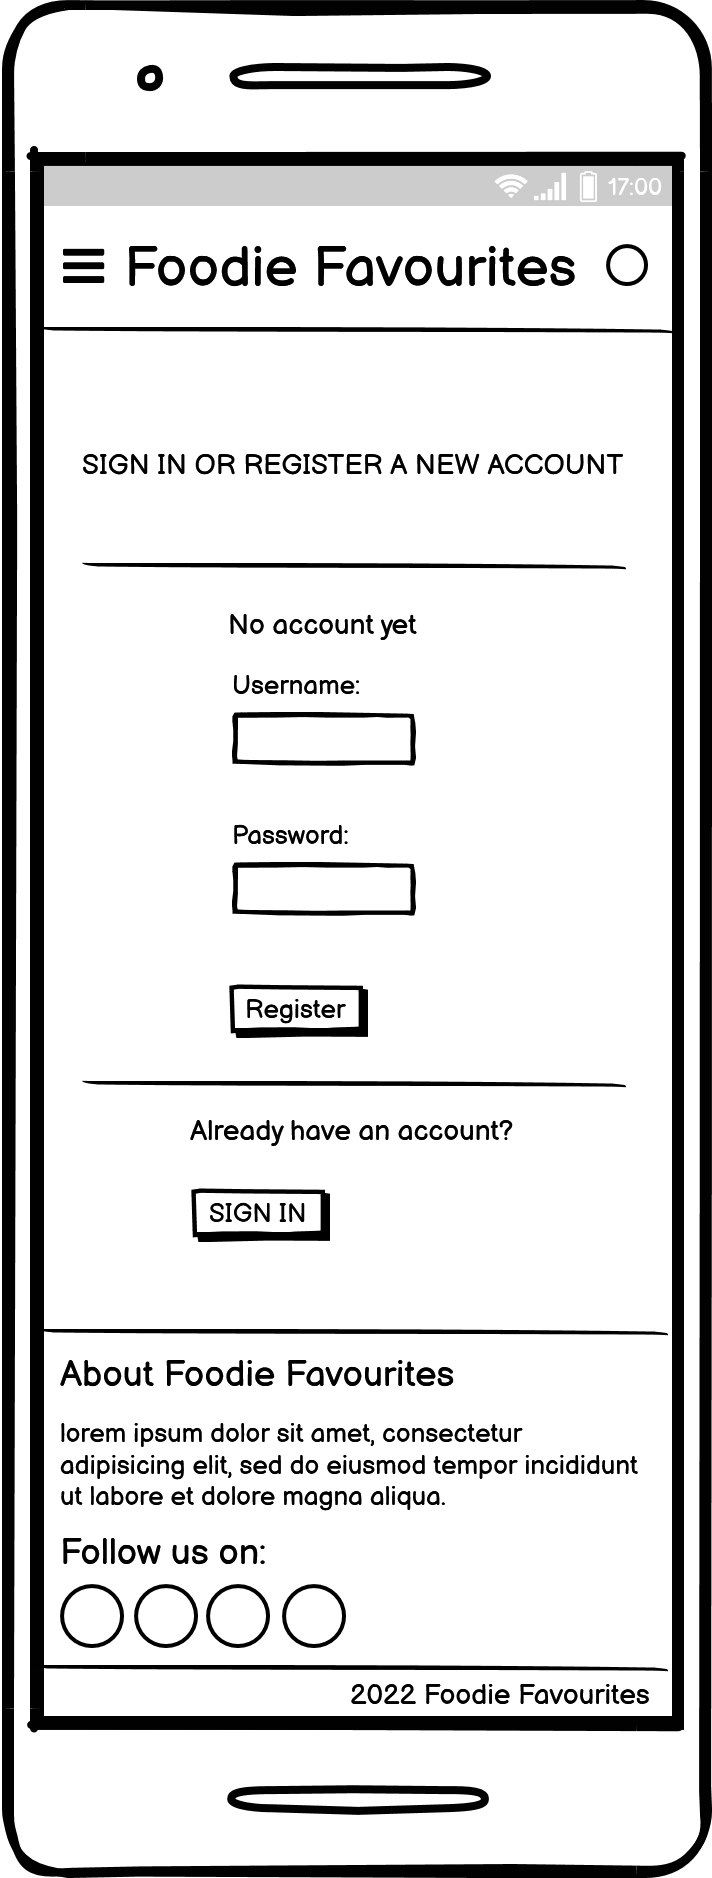 17:00
Foodie Favourites
SIGN IN OR REGISTER A NEW ACCOUNT
No account yet
Username:
Password:
Register
Already have an account?
SIGN IN
About Foodie Favourites
lorem ipsum dolor sit amet, consectetur
adipisicing elit, sed do eiusmod tempor incididunt
ut labore et dolore magna aliqua.
Follow us on:
2022 Foodie Favourites